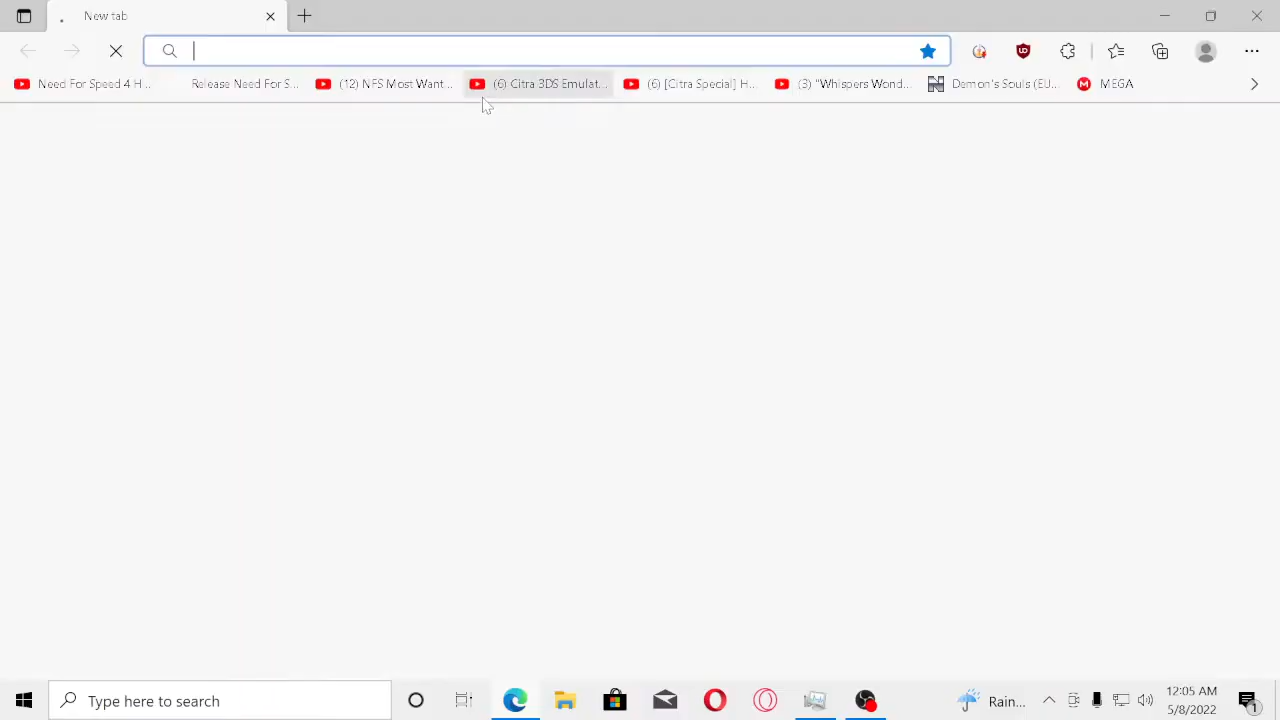 New tab
Need For Speed 4 H...
Release Need For S...
(12) NFS Most Want...
(6) Citra 3DS Emulat...
(6) [Citra Special] H...
(3) "Whispers Wond...
Demon's Souls (EU...
MEGA
Type here to search
Rain...
12:05 AM
5/8/2022
1